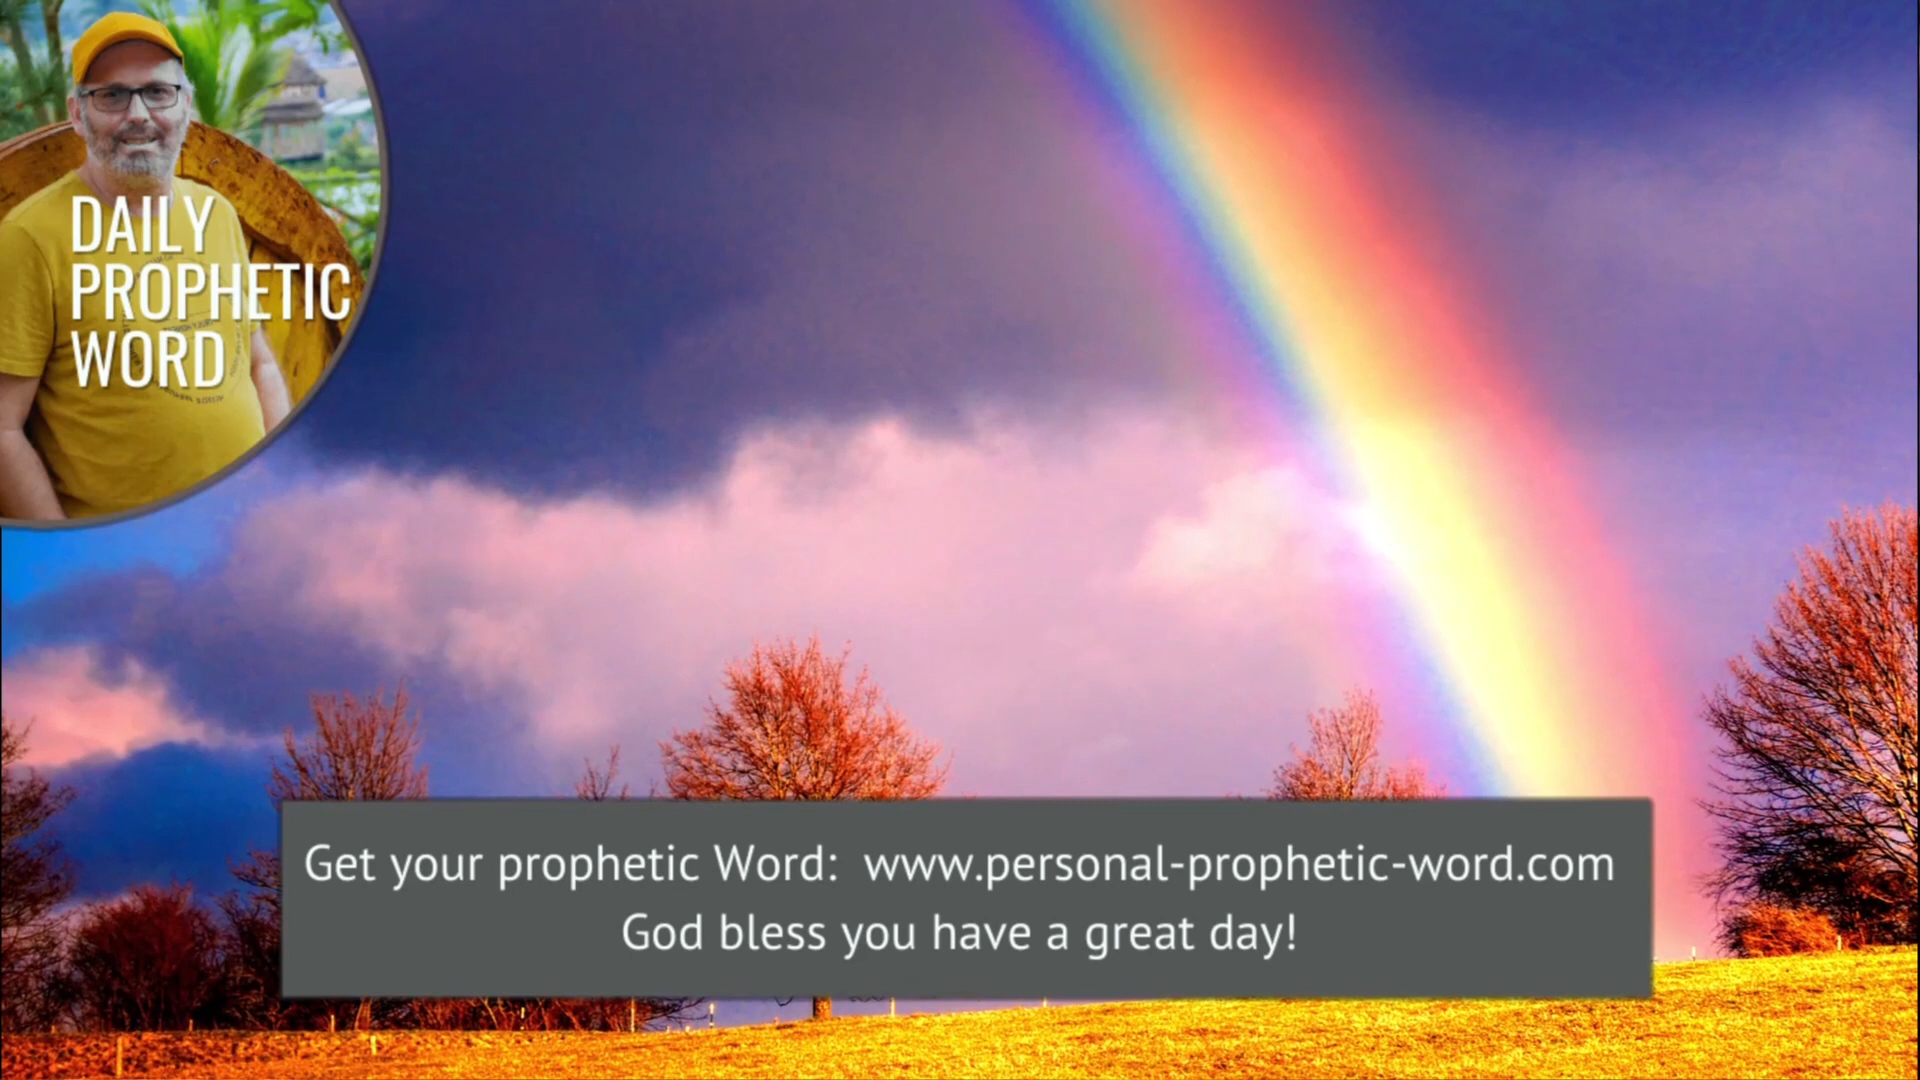 DAILY
PROPHETIC
WORD
Get your prophetic Word:  www.personal-prophetic-word.com
God bless you have a great day!